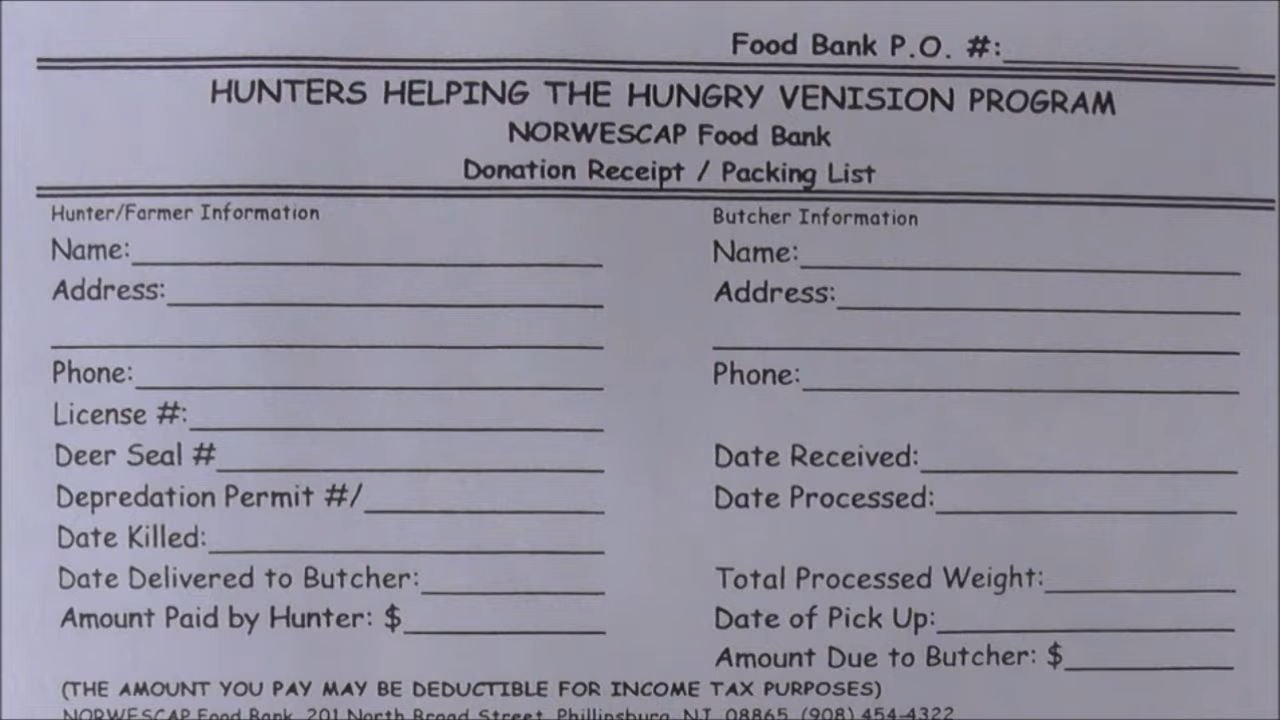 Food Bank P.O. #:
HUNTERS HELPING THE HUNGRY VENISION PROGRAM
NORWESCAP Food Bank
Donation Receipt / Packing List
Hunter/Farmer Information
Name:
Address:
Phone:
License #:
Deer Seal #
Depredation Permit #/
Date Killed:
Date Delivered to Butcher:
Amount Paid by Hunter: $
Butcher Information
Name:
Address:
Phone:
Date Received:
Date Processed:
Total Processed Weight:
Date of Pick Up:
Amount Due to Butcher: $
(THE AMOUNT YOU PAY MAY BE DEDUCTIBLE FOR INCOME TAX PURPOSES)
NORWESCAP Food Bank, 201 North Broad Street, Phillipsburg, NJ 08865 (908) 454-4322